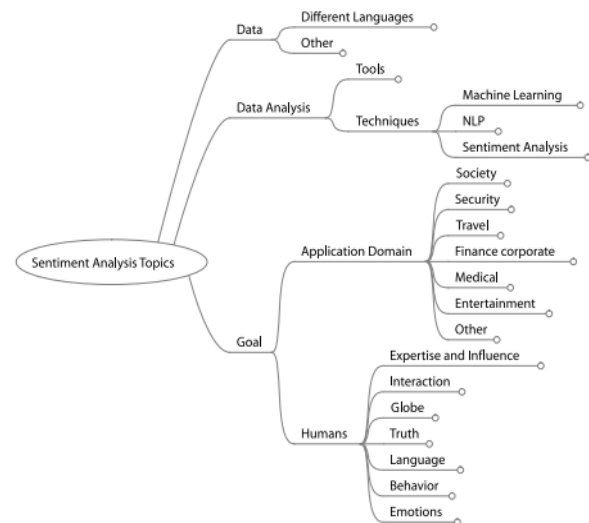 Different Languages
Data
Other
Tools
Data Analysis
Machine Learning
Techniques
NLP
Sentiment Analysis
Society
Security
Travel
Application Domain
Finance corporate
Sentiment Analysis Topics
Medical
Entertainment
Other
Goal
Expertise and Influence
Interaction
Globe
Humans
Truth
Language
Behavior
Emotions